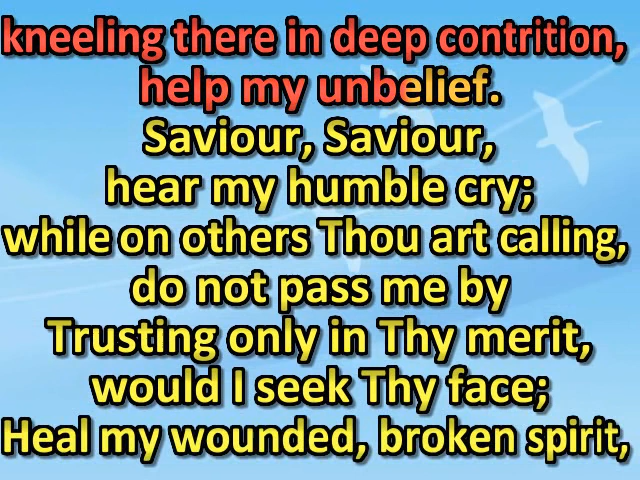 kneeling there in deep contrition,
help my unbelief.
Saviour, Saviour,
hear my humble cry;
while on others Thou art calling,
do not pass me by
Trusting only in Thy merit,
would I seek Thy face;
Heal my wounded, broken spirit,